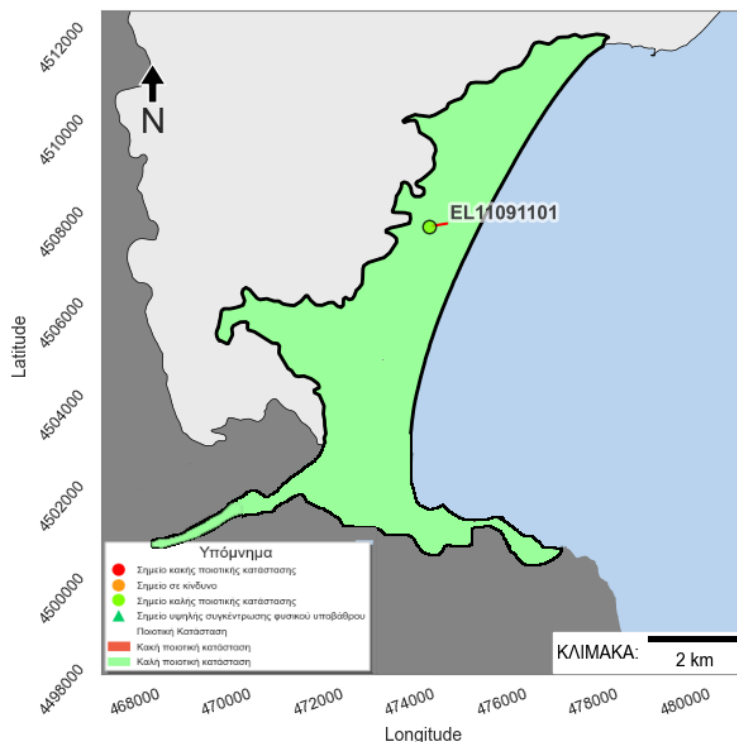 4512000
4510000
4508000
4506000
4504000
4502000
4500000
4498000
Latitude
N
EL11091101
Υπόμνημα
Σημείο κακής ποιοτικής κατάστασης
Σημείο σε κίνδυνο
Σημείο καλής ποιοτικής κατάστασης
Σημείο υψηλής συγκέντρωσης φυσικού υποβάθρου
Ποιοτική Κατάσταση
Κακή ποιοτική κατάσταση
Καλή ποιοτική κατάσταση
ΚΛΙΜΑΚΑ:
2 km
468000
470000
472000
474000
476000
478000
480000
Longitude